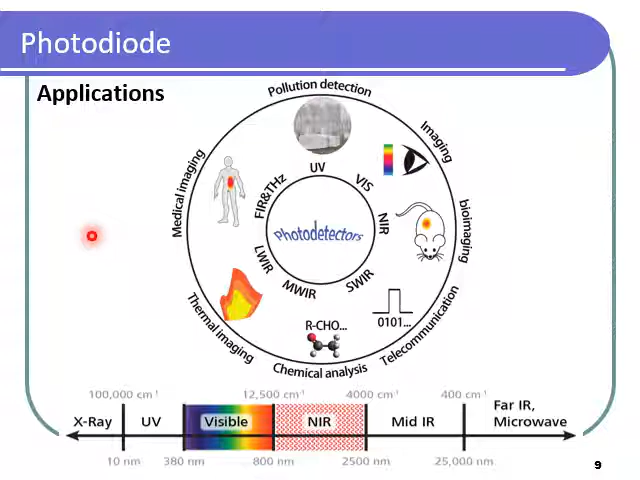 Photodiode
Applications
Pollution detection
Imaging
bioimaging
Telecommunication
Chemical analysis
Thermal imaging
Medical imaging
UV
VIS
NIR
SWIR
MWIR
LWIR
FIR&THz
Photodetectors
0101...
R-CHO...
100,000 cm⁻¹ 12,500 cm⁻¹ 4000 cm⁻¹ 400 cm⁻¹
X-Ray UV Visible NIR Mid IR Far IR, Microwave
10 nm 380 nm 800 nm 2500 nm 25,000 nm
9